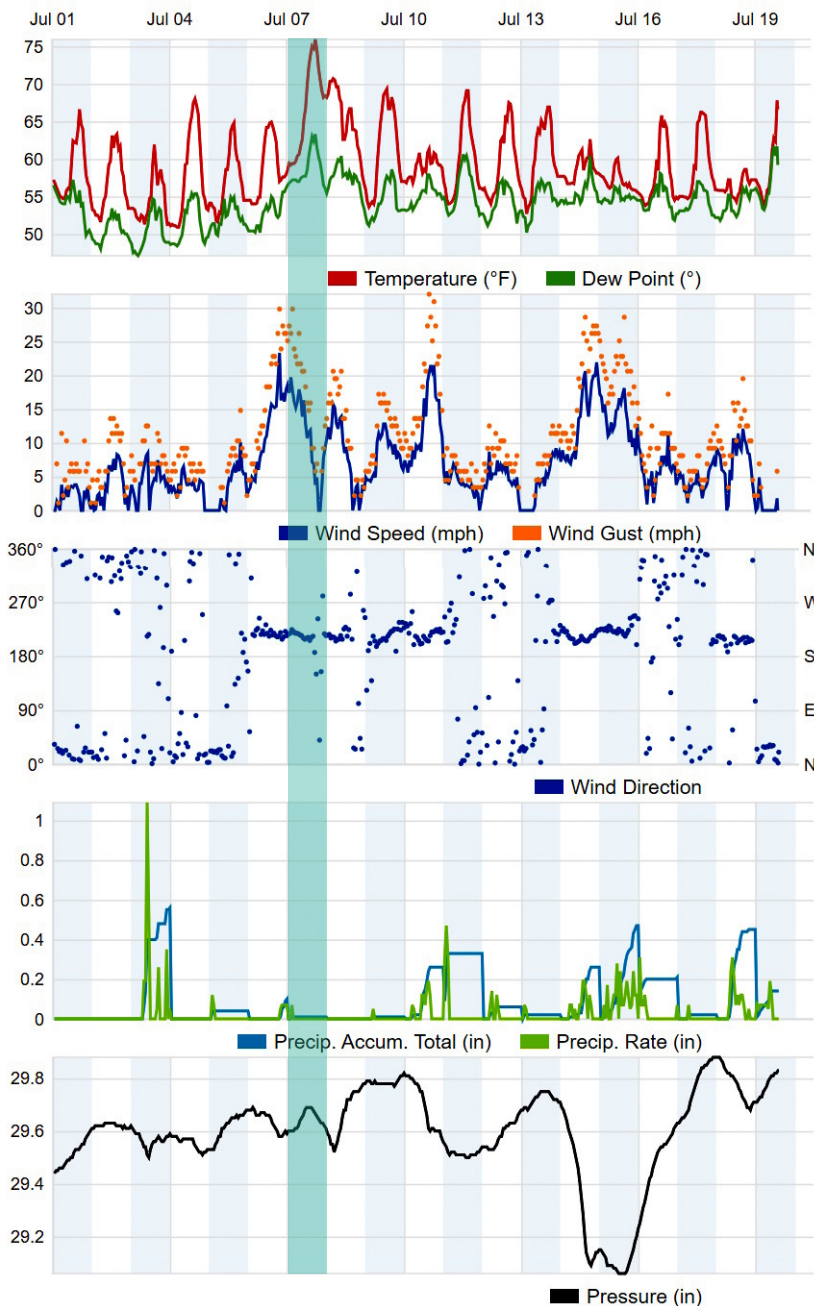 Jul 01 Jul 04 Jul 07 Jul 10 Jul 13 Jul 16 Jul 19
75
70
65
60
55
50
Temperature (°F) Dew Point (°)
30
25
20
15
10
5
0
Wind Speed (mph) Wind Gust (mph)
360° N
270° W
180° S
90° E
0° N
Wind Direction
1
0.8
0.6
0.4
0.2
0
Precip. Accum. Total (in) Precip. Rate (in)
29.8
29.6
29.4
29.2
Pressure (in)